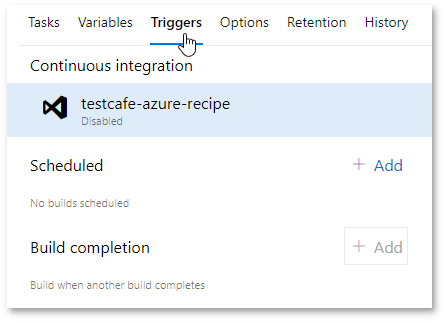 Tasks Variables Triggers Options Retention History
Continuous integration
testcafe-azure-recipe
Disabled
Scheduled + Add
No builds scheduled
Build completion + Add
Build when another build completes